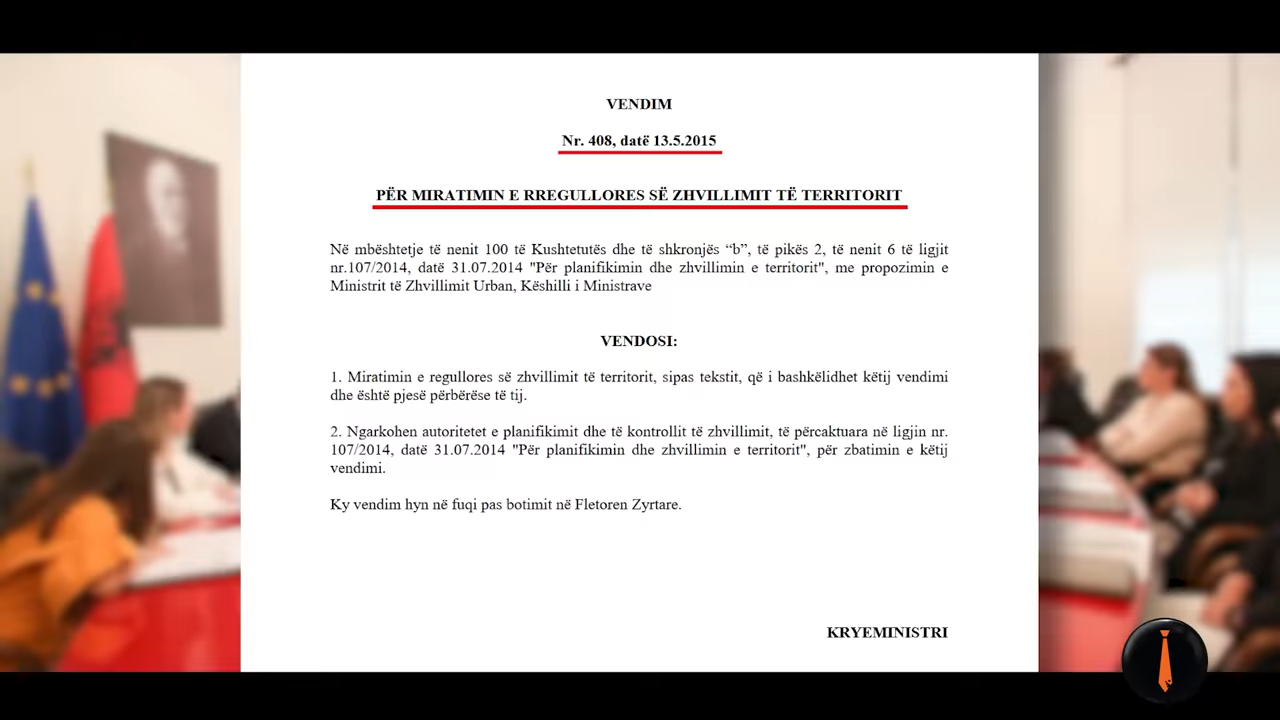 VENDIM
Nr. 408, datë 13.5.2015
PËR MIRATIMIN E RREGULLORES SË ZHVILLIMIT TË TERRITORIT
Në mbështetje të nenit 100 të Kushtetutës dhe të shkronjës “b”, të pikës 2, të nenit 6 të ligjit
nr.107/2014, datë 31.07.2014 "Për planifikimin dhe zhvillimin e territorit", me propozimin e
Ministrit të Zhvillimit Urban, Këshilli i Ministrave
VENDOSI:
1. Miratimin e regullores së zhvillimit të territorit, sipas tekstit, që i bashkëlidhet këtij vendimi
dhe është pjesë përbërëse të tij.
2. Ngarkohen autoritetet e planifikimit dhe të kontrollit të zhvillimit, të përcaktuara në ligjin nr.
107/2014, datë 31.07.2014 "Për planifikimin dhe zhvillimin e territorit", për zbatimin e këtij
vendimi.
Ky vendim hyn në fuqi pas botimit në Fletoren Zyrtare.
KRYEMINISTRI